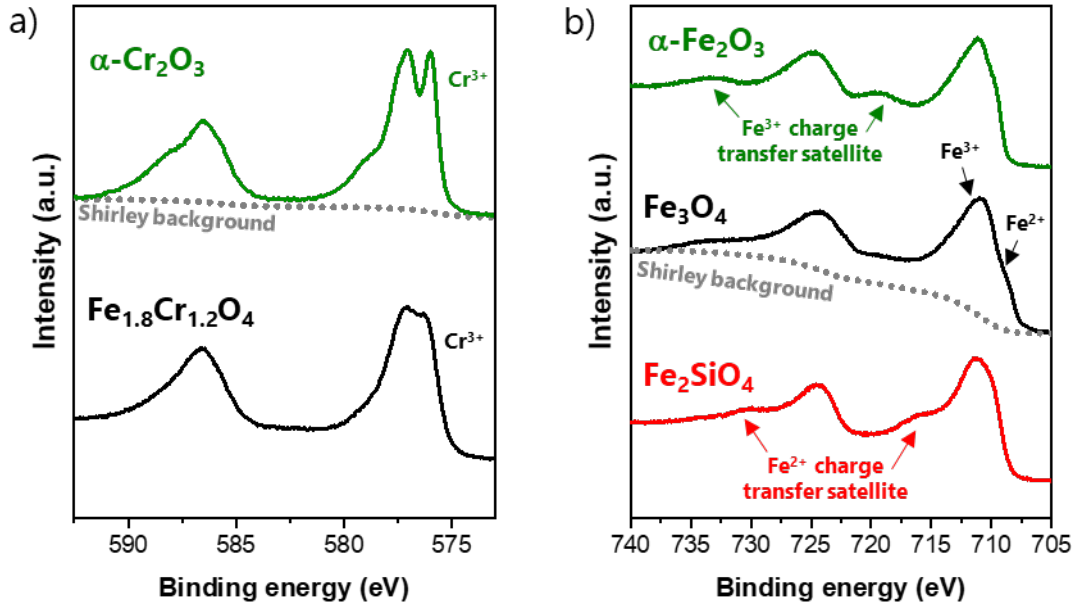 a)
α-Cr₂O₃
Cr³⁺
Shirley background
Fe₁.₈Cr₁.₂O₄
Cr³⁺
Intensity (a.u.)
590
585
580
575
Binding energy (eV)
b)
α-Fe₂O₃
Fe³⁺ charge
transfer satellite
Fe³⁺
Fe₃O₄
Fe²⁺
Shirley background
Fe₂SiO₄
Fe²⁺ charge
transfer satellite
Intensity (a.u.)
740
735
730
725
720
715
710
705
Binding energy (eV)